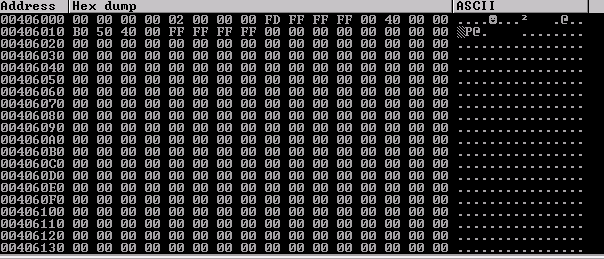 Address Hex dump ASCII
00406000 00 00 00 00 02 00 00 00 FD FF FF FF 00 40 00 00 ....☻...²   .@..
00406010 B0 50 40 00 FF FF FF FF 00 00 00 00 00 00 00 00 ░P@.    ........
00406020 00 00 00 00 00 00 00 00 00 00 00 00 00 00 00 00 ................
00406030 00 00 00 00 00 00 00 00 00 00 00 00 00 00 00 00 ................
00406040 00 00 00 00 00 00 00 00 00 00 00 00 00 00 00 00 ................
00406050 00 00 00 00 00 00 00 00 00 00 00 00 00 00 00 00 ................
00406060 00 00 00 00 00 00 00 00 00 00 00 00 00 00 00 00 ................
00406070 00 00 00 00 00 00 00 00 00 00 00 00 00 00 00 00 ................
00406080 00 00 00 00 00 00 00 00 00 00 00 00 00 00 00 00 ................
00406090 00 00 00 00 00 00 00 00 00 00 00 00 00 00 00 00 ................
004060A0 00 00 00 00 00 00 00 00 00 00 00 00 00 00 00 00 ................
004060B0 00 00 00 00 00 00 00 00 00 00 00 00 00 00 00 00 ................
004060C0 00 00 00 00 00 00 00 00 00 00 00 00 00 00 00 00 ................
004060D0 00 00 00 00 00 00 00 00 00 00 00 00 00 00 00 00 ................
004060E0 00 00 00 00 00 00 00 00 00 00 00 00 00 00 00 00 ................
004060F0 00 00 00 00 00 00 00 00 00 00 00 00 00 00 00 00 ................
00406100 00 00 00 00 00 00 00 00 00 00 00 00 00 00 00 00 ................
00406110 00 00 00 00 00 00 00 00 00 00 00 00 00 00 00 00 ................
00406120 00 00 00 00 00 00 00 00 00 00 00 00 00 00 00 00 ................
00406130 00 00 00 00 00 00 00 00 00 00 00 00 00 00 00 00 ................